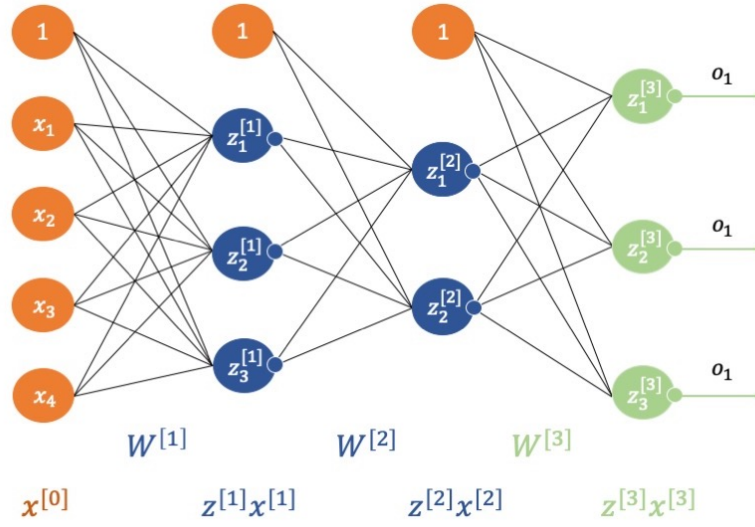 1 1 1
x₁ z₁^[1] z₁^[2] z₁^[3] o₁
x₂ z₂^[1] z₂^[3] o₁
x₃ z₃^[1] z₂^[2] z₃^[3] o₁
x₄
W^[1] W^[2] W^[3]
x^[0] z^[1]x^[1] z^[2]x^[2] z^[3]x^[3]